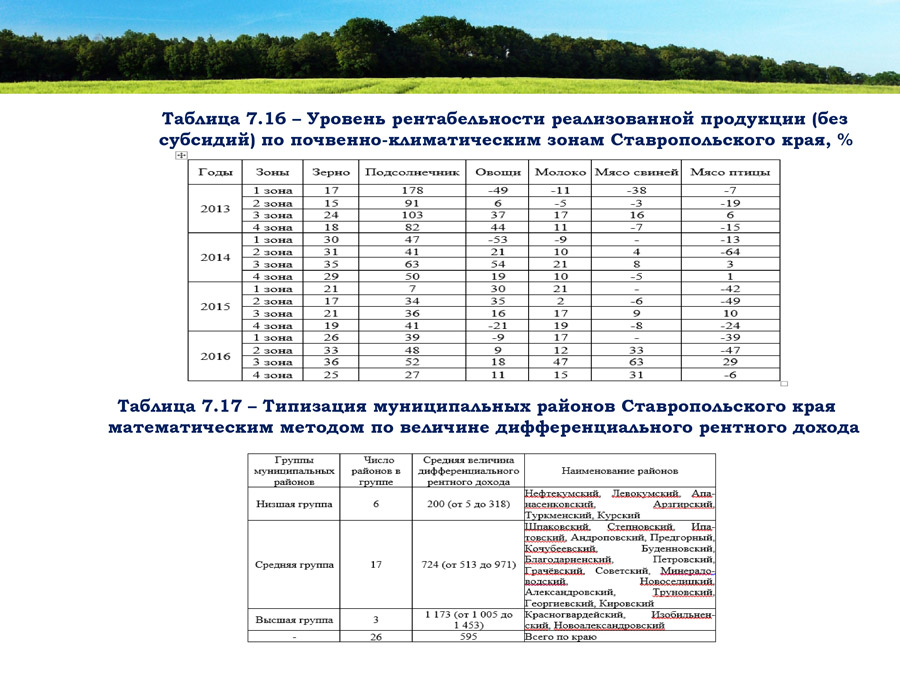 Таблица 7.16 – Уровень рентабельности реализованной продукции (без
субсидий) по почвенно-климатическим зонам Ставропольского края, %
Годы Зоны Зерно Подсолнечник Овощи Молоко Мясо свиней Мясо птицы
2013
1 зона 17 178 -49 -11 -38 -7
2 зона 15 91 6 -5 -3 -19
3 зона 24 103 37 17 16 6
4 зона 18 82 44 11 -7 -15
2014
1 зона 30 47 -53 -9 - -13
2 зона 31 41 21 10 4 -64
3 зона 35 63 54 21 8 3
4 зона 29 50 19 10 -5 1
2015
1 зона 21 7 30 21 - -42
2 зона 17 34 35 2 -6 -49
3 зона 21 36 16 17 9 10
4 зона 19 41 -21 19 -8 -24
2016
1 зона 26 39 -9 17 - -39
2 зона 33 48 9 12 33 -47
3 зона 36 52 18 47 63 29
4 зона 25 27 11 15 31 -6
Таблица 7.17 – Типизация муниципальных районов Ставропольского края
математическим методом по величине дифференциального рентного дохода
Группы
муниципальных
районов
Число
районов в
группе
Средняя величина
дифференциального
рентного дохода
Наименование районов
Низшая группа
6
200 (от 5 до 318)
Нефтекумский, Левокумский, Апа-
насенковский, Арзгирский,
Туркменский, Курский
Средняя группа
17
724 (от 513 до 971)
Шпаковский, Степновский, Ипа-
товский, Андроповский, Предгорный,
Кочубеевский, Буденновский,
Благодарненский, Петровский,
Грачёвский, Советский, Минерало-
водский, Новоселицкий,
Александровский, Труновский,
Георгиевский, Кировский
Высшая группа
3
1 173 (от 1 005 до
1 453)
Красногвардейский, Изобильнен-
ский, Новоалександровский
- 26 595 Всего по краю